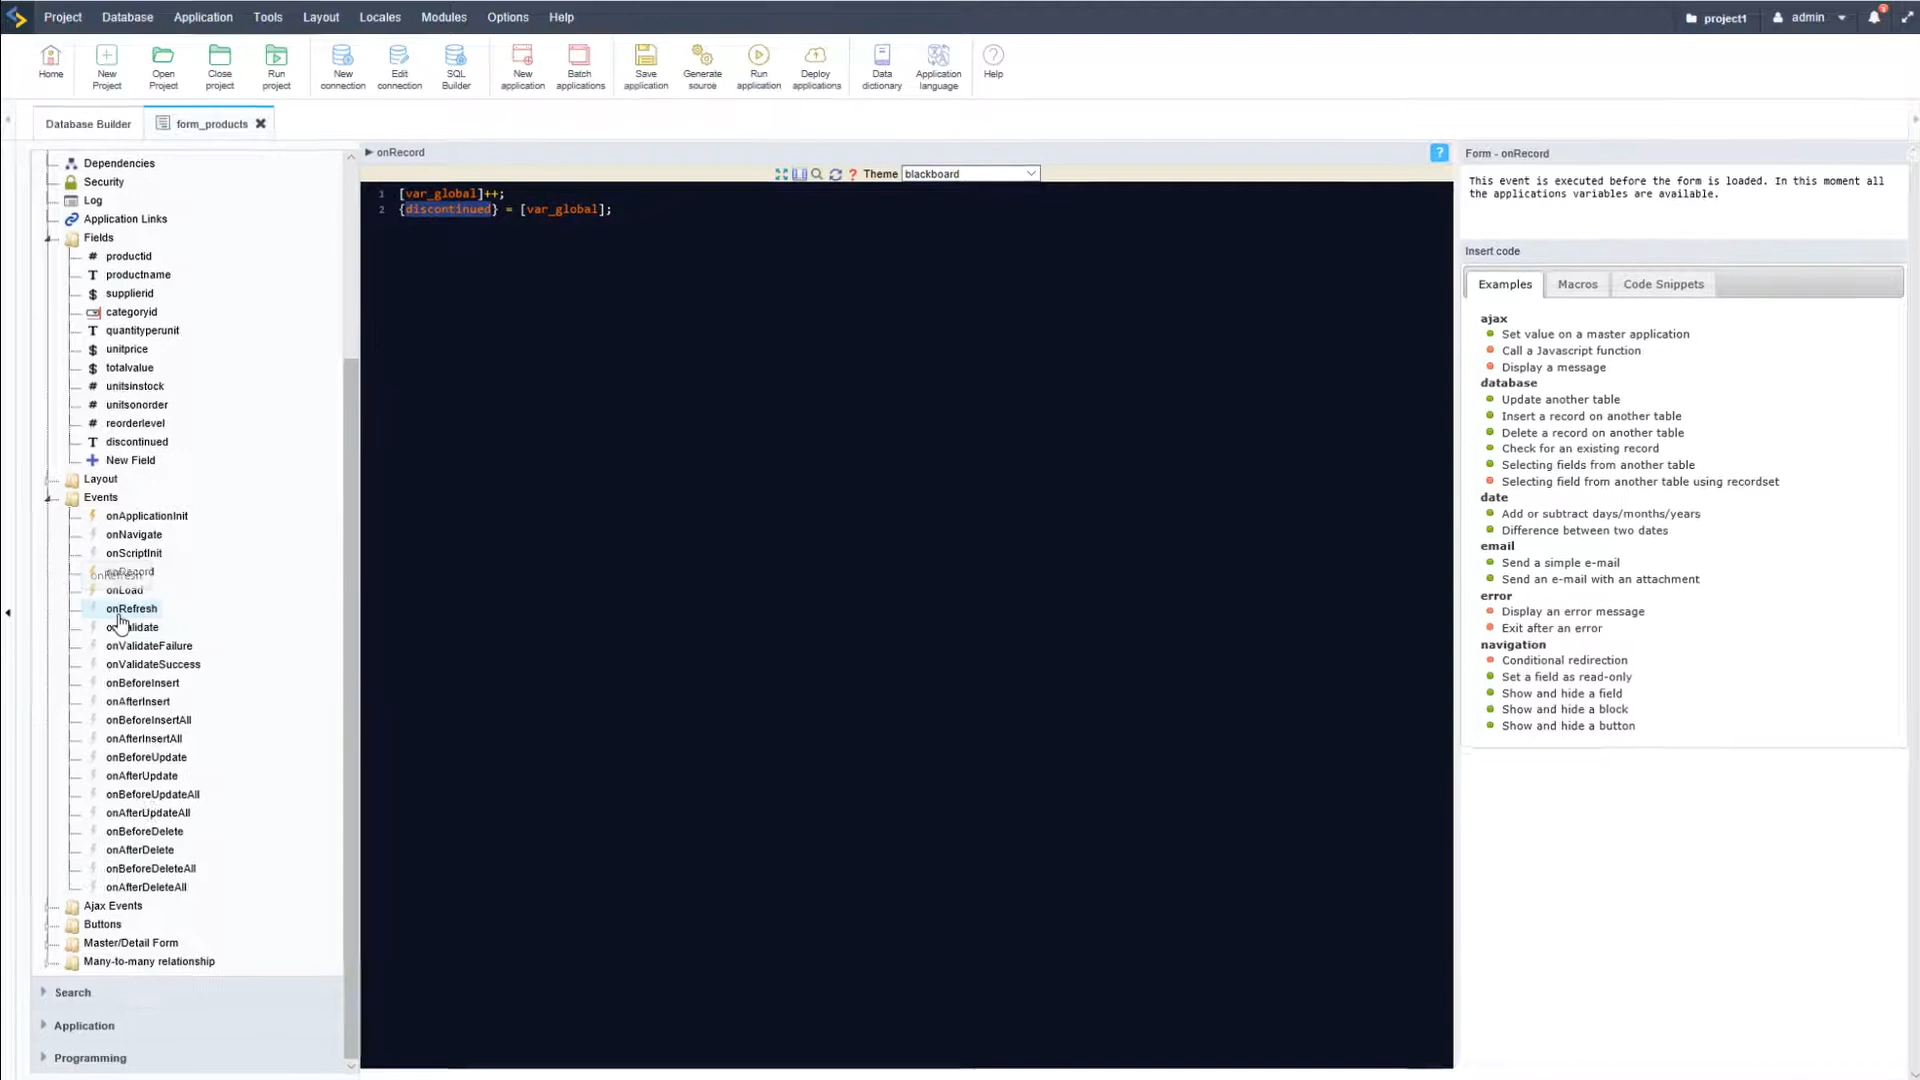 Project Database Application Tools Layout Locales Modules Options Help
project1 admin
Home
New Project
Open Project
Close project
Run project
New connection
Edit connection
SQL Builder
New application
Batch applications
Save application
Generate source
Run application
Deploy applications
Data dictionary
Application language
Help
Database Builder
form_products
Dependencies
Security
Log
Application Links
Fields
productid
productname
supplierid
categoryid
quantityperunit
unitprice
totalvalue
unitsinstock
unitsonorder
reorderlevel
discontinued
New Field
Layout
Events
onApplicationInit
onNavigate
onScriptInit
onRecord
onLoad
onRefresh
onValidate
onValidateFailure
onValidateSuccess
onBeforeInsert
onAfterInsert
onBeforeInsertAll
onAfterInsertAll
onBeforeUpdate
onAfterUpdate
onBeforeUpdateAll
onAfterUpdateAll
onBeforeDelete
onAfterDelete
onBeforeDeleteAll
onAfterDeleteAll
Ajax Events
Buttons
Master/Detail Form
Many-to-many relationship
Search
Application
Programming
onRecord
Theme blackboard
1 [var_global]++;
2 {discontinued} = [var_global];
Form - onRecord
This event is executed before the form is loaded. In this moment all
the applications variables are available.
Insert code
Examples Macros Code Snippets
ajax
Set value on a master application
Call a Javascript function
Display a message
database
Update another table
Insert a record on another table
Delete a record on another table
Check for an existing record
Selecting fields from another table
Selecting field from another table using recordset
date
Add or subtract days/months/years
Difference between two dates
email
Send a simple e-mail
Send an e-mail with an attachment
error
Display an error message
Exit after an error
navigation
Conditional redirection
Set a field as read-only
Show and hide a field
Show and hide a block
Show and hide a button